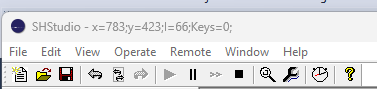 SHStudio - x=783;y=423;I=66;Keys=0;
File Edit View Operate Remote Window Help